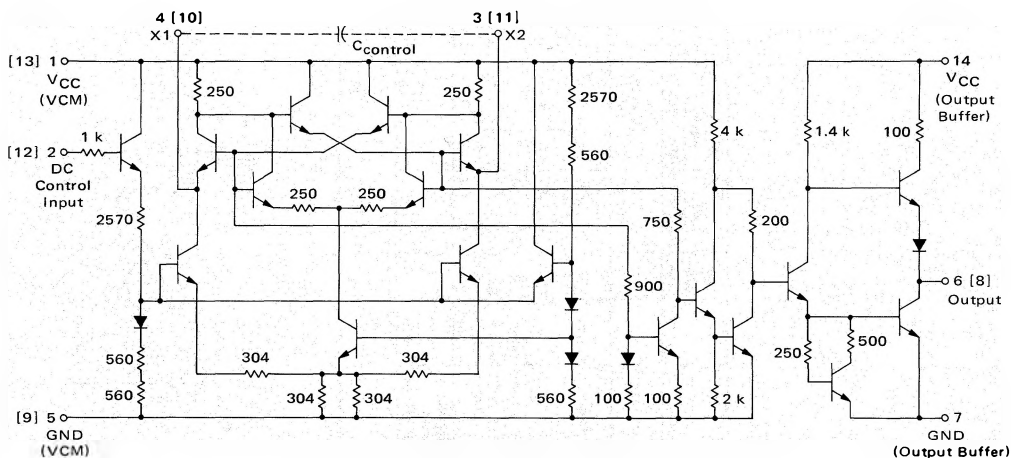 4 [10]
X1
C control
3 [11]
X2
[13] 1
VCC
(VCM)
250
250
2570
560
4 k
1.4 k
100
14
VCC
(Output
Buffer)
[12] 2
1 k
DC
Control
Input
2570
250
250
750
200
900
6 [8]
Output
560
560
304
304
304
304
560
100
100
2 k
250
500
[9] 5
GND
(VCM)
7
GND
(Output Buffer)